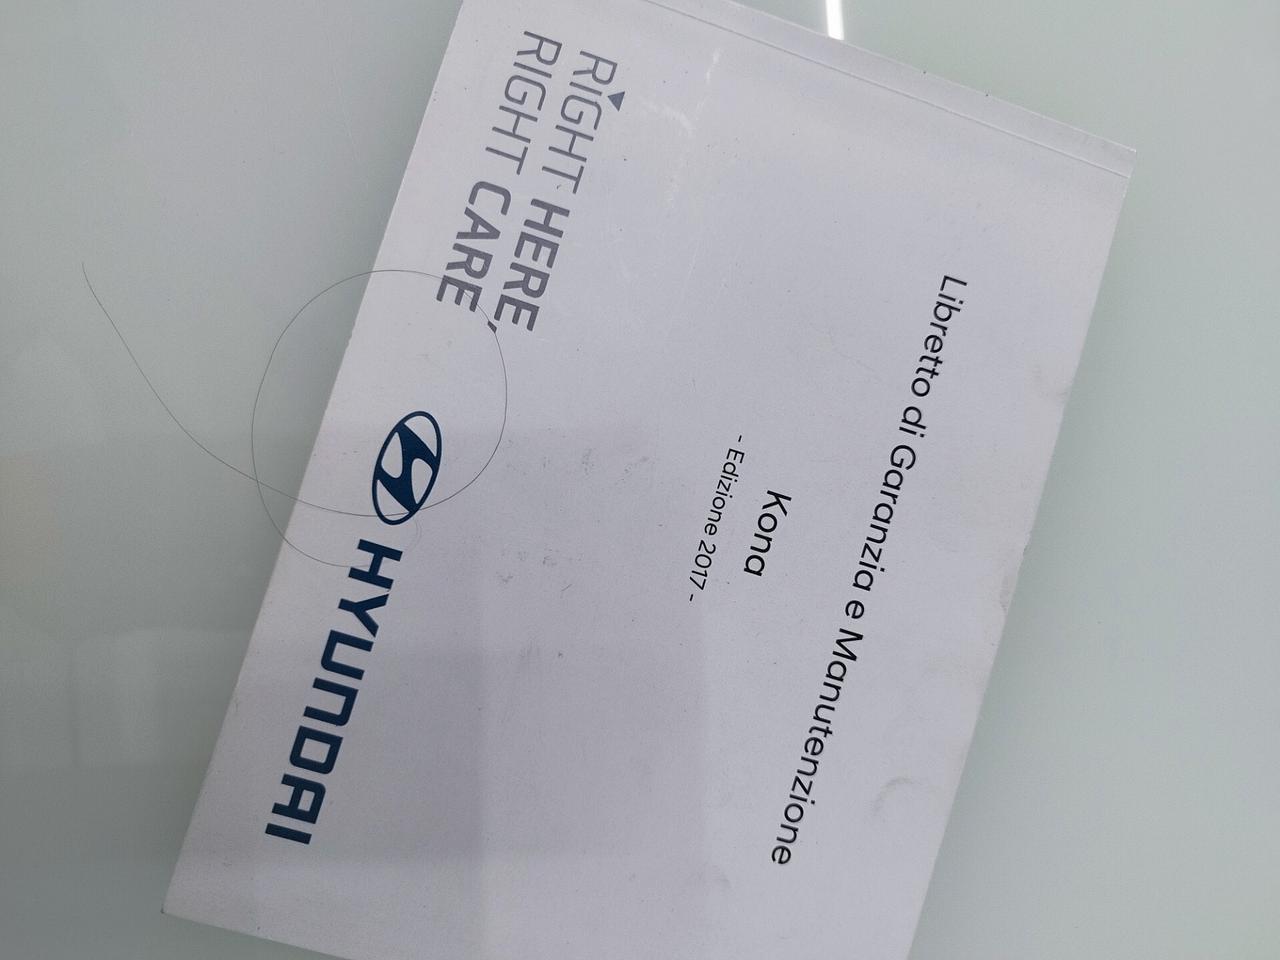 Libretto di Garanzia e Manutenzione
Kona
- Edizione 2017 -
RIGHT HERE
RIGHT CARE
HYUNDAI